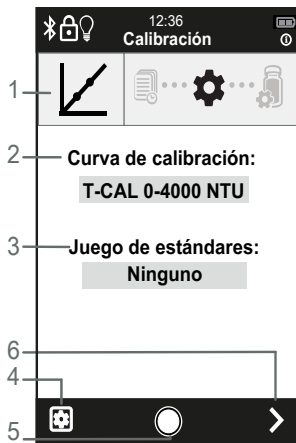 12:36
Calibración
1
2
Curva de calibración:
T-CAL 0-4000 NTU
3
Juego de estándares:
Ninguno
6
4
5